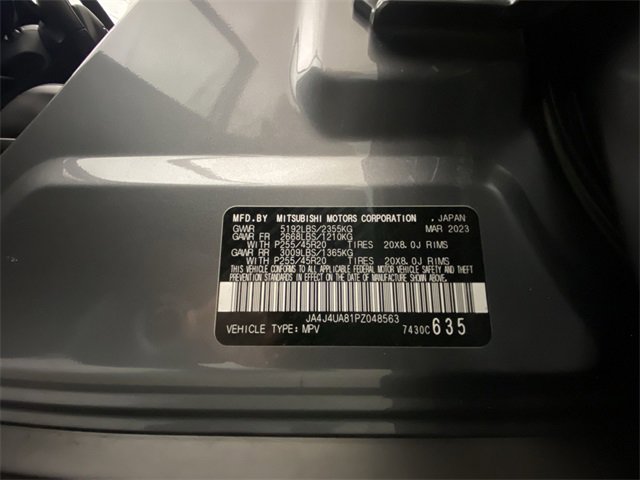 MFD.BY MITSUBISHI MOTORS CORPORATION . JAPAN
GVWR 5192LBS/2355KG MAR 2023
GAWR FR 2668LBS/1210KG
WITH P255/45R20 TIRES 20X8.0J RIMS
GAWR RR 3009LBS/1365KG
WITH P255/45R20 TIRES 20X8.0J RIMS
THIS VEHICLE CONFORMS TO ALL APPLICABLE FEDERAL MOTOR VEHICLE SAFETY AND THEFT
PREVENTION STANDARDS IN EFFECT ON THE DATE OF MANUFACTURE SHOWN ABOVE.
JA4J4UA81PZ048563
VEHICLE TYPE: MPV 7430C 635